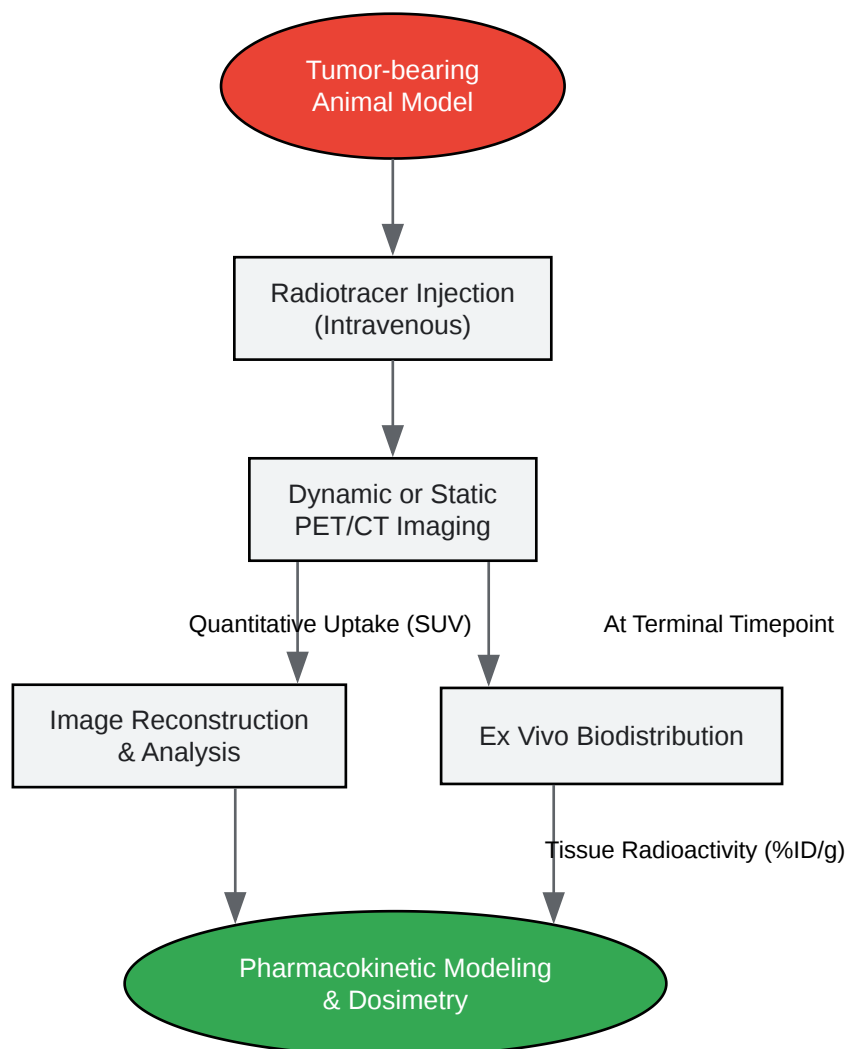 Tumor-bearing
Animal Model
Radiotracer Injection
(Intravenous)
Dynamic or Static
PET/CT Imaging
Quantitative Uptake (SUV)
At Terminal Timepoint
Image Reconstruction
& Analysis
Ex Vivo Biodistribution
Tissue Radioactivity (%ID/g)
Pharmacokinetic Modeling
& Dosimetry